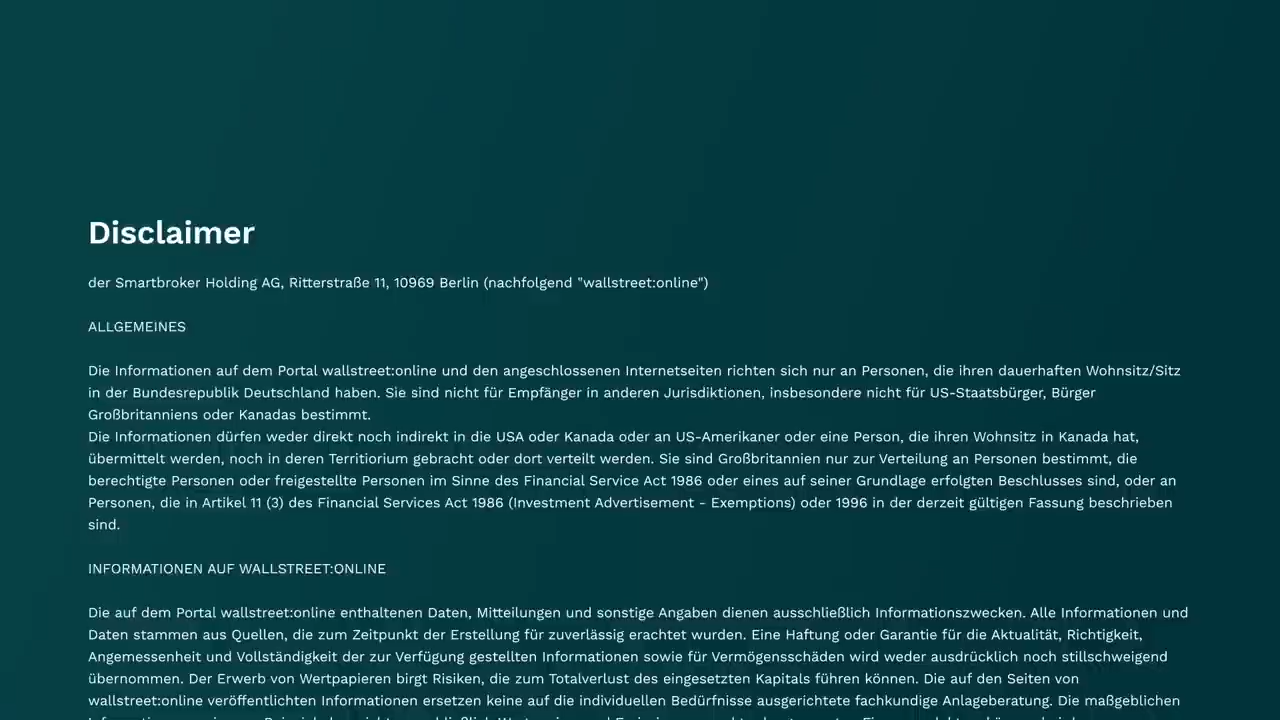 Disclaimer
der Smartbroker Holding AG, Ritterstraße 11, 10969 Berlin (nachfolgend "wallstreet:online")
ALLGEMEINES
Die Informationen auf dem Portal wallstreet:online und den angeschlossenen Internetseiten richten sich nur an Personen, die ihren dauerhaften Wohnsitz/Sitz
in der Bundesrepublik Deutschland haben. Sie sind nicht für Empfänger in anderen Jurisdiktionen, insbesondere nicht für US-Staatsbürger, Bürger
Großbritanniens oder Kanadas bestimmt.
Die Informationen dürfen weder direkt noch indirekt in die USA oder Kanada oder an US-Amerikaner oder eine Person, die ihren Wohnsitz in Kanada hat,
übermittelt werden, noch in deren Territiorium gebracht oder dort verteilt werden. Sie sind Großbritannien nur zur Verteilung an Personen bestimmt, die
berechtigte Personen oder freigestellte Personen im Sinne des Financial Service Act 1986 oder eines auf seiner Grundlage erfolgten Beschlusses sind, oder an
Personen, die in Artikel 11 (3) des Financial Services Act 1986 (Investment Advertisement - Exemptions) oder 1996 in der derzeit gültigen Fassung beschrieben
sind.
INFORMATIONEN AUF WALLSTREET:ONLINE
Die auf dem Portal wallstreet:online enthaltenen Daten, Mitteilungen und sonstige Angaben dienen ausschließlich Informationszwecken. Alle Informationen und
Daten stammen aus Quellen, die zum Zeitpunkt der Erstellung für zuverlässig erachtet wurden. Eine Haftung oder Garantie für die Aktualität, Richtigkeit,
Angemessenheit und Vollständigkeit der zur Verfügung gestellten Informationen sowie für Vermögensschäden wird weder ausdrücklich noch stillschweigend
übernommen. Der Erwerb von Wertpapieren birgt Risiken, die zum Totalverlust des eingesetzten Kapitals führen können. Die auf den Seiten von
wallstreet:online veröffentlichten Informationen ersetzen keine auf die individuellen Bedürfnisse ausgerichtete fachkundige Anlageberatung. Die maßgeblichen